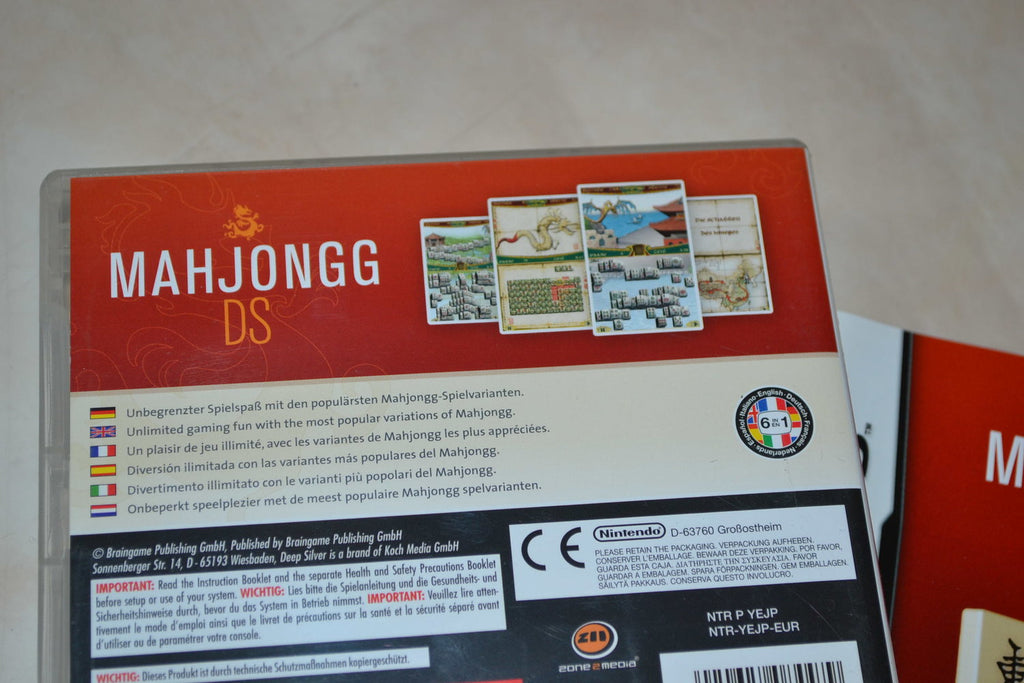 MAHJONGG
DS
Unbegrenzter Spielspaß mit den populärsten Mahjongg-Spielvarianten.
Unlimited gaming fun with the most popular variations of Mahjongg.
Un plaisir de jeu illimité, avec les variantes de Mahjongg les plus appréciées.
Diversión ilimitada con las variantes más populares del Mahjongg.
Divertimento illimitato con le varianti più popolari del Mahjongg.
Onbeperkt speelplezier met de meest populaire Mahjongg spelvarianten.
Italiano·English·Deutsch·Français·Nederlands·Español
6 IN 1
EN
© Braingame Publishing GmbH, Published by Braingame Publishing GmbH
Sonnenberger Str. 14, D - 65193 Wiesbaden, Deep Silver is a brand of Koch Media GmbH
IMPORTANT: Read the Instruction Booklet and the separate Health and Safety Precautions Booklet
before setup or use of your system. WICHTIG: Lies bitte die Spielanleitung und die Gesundheits- und
Sicherheitshinweise durch, bevor du das System in Betrieb nimmst. IMPORTANT: Veuillez lire atten-
tivement le mode d'emploi ainsi que le livret de précautions sur la santé et la sécurité séparé avant
d'utiliser ou de paramétrer votre console.
WICHTIG: Dieses Produkt ist durch technische Schutzmaßnahmen kopiergeschützt.
CE
Nintendo D-63760 Großostheim
PLEASE RETAIN THE PACKAGING. VERPACKUNG AUFHEBEN.
CONSERVER L'EMBALLAGE. BEWAAR DEZE VERPAKKING. POR FAVOR,
GUARDA ESTA CAJA. ΔΙΑΤΗΡΗΣΤΕ ΤΗΝ ΣΥΣΚΕΥΑΣΙΑ. FAVOR
GUARDAR A EMBALAGEM. SPARA FÖRPACKNINGEN. GEM EMBALLAGEN.
SÄILYTÄ PAKKAUS. CONSERVA QUESTO INVOLUCRO.
NTR P YEJP
NTR-YEJP-EUR
zone2media
M